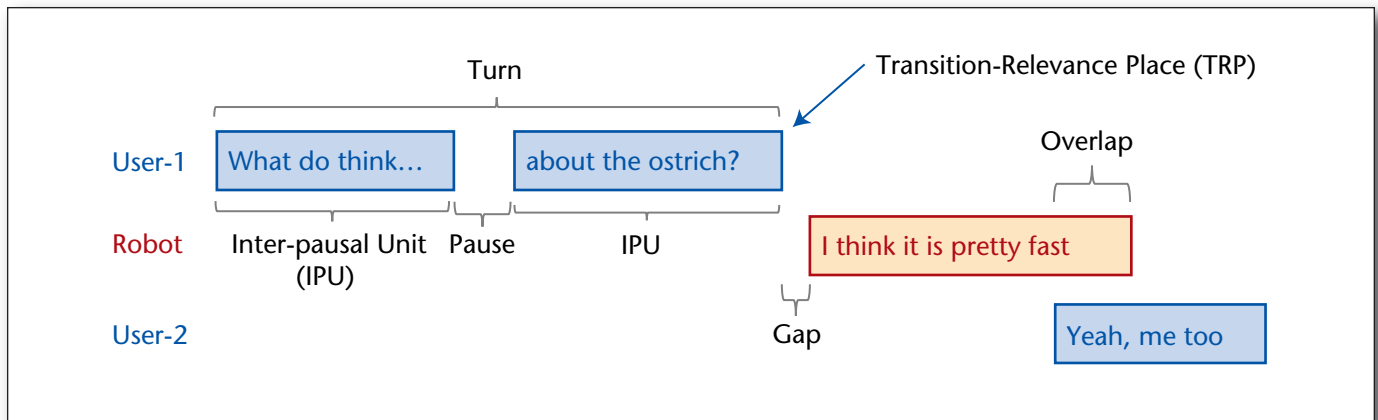 Turn
Transition-Relevance Place (TRP)
User-1
What do think…
about the ostrich?
Overlap
Robot
Inter-pausal Unit
(IPU)
Pause
IPU
I think it is pretty fast
User-2
Gap
Yeah, me too